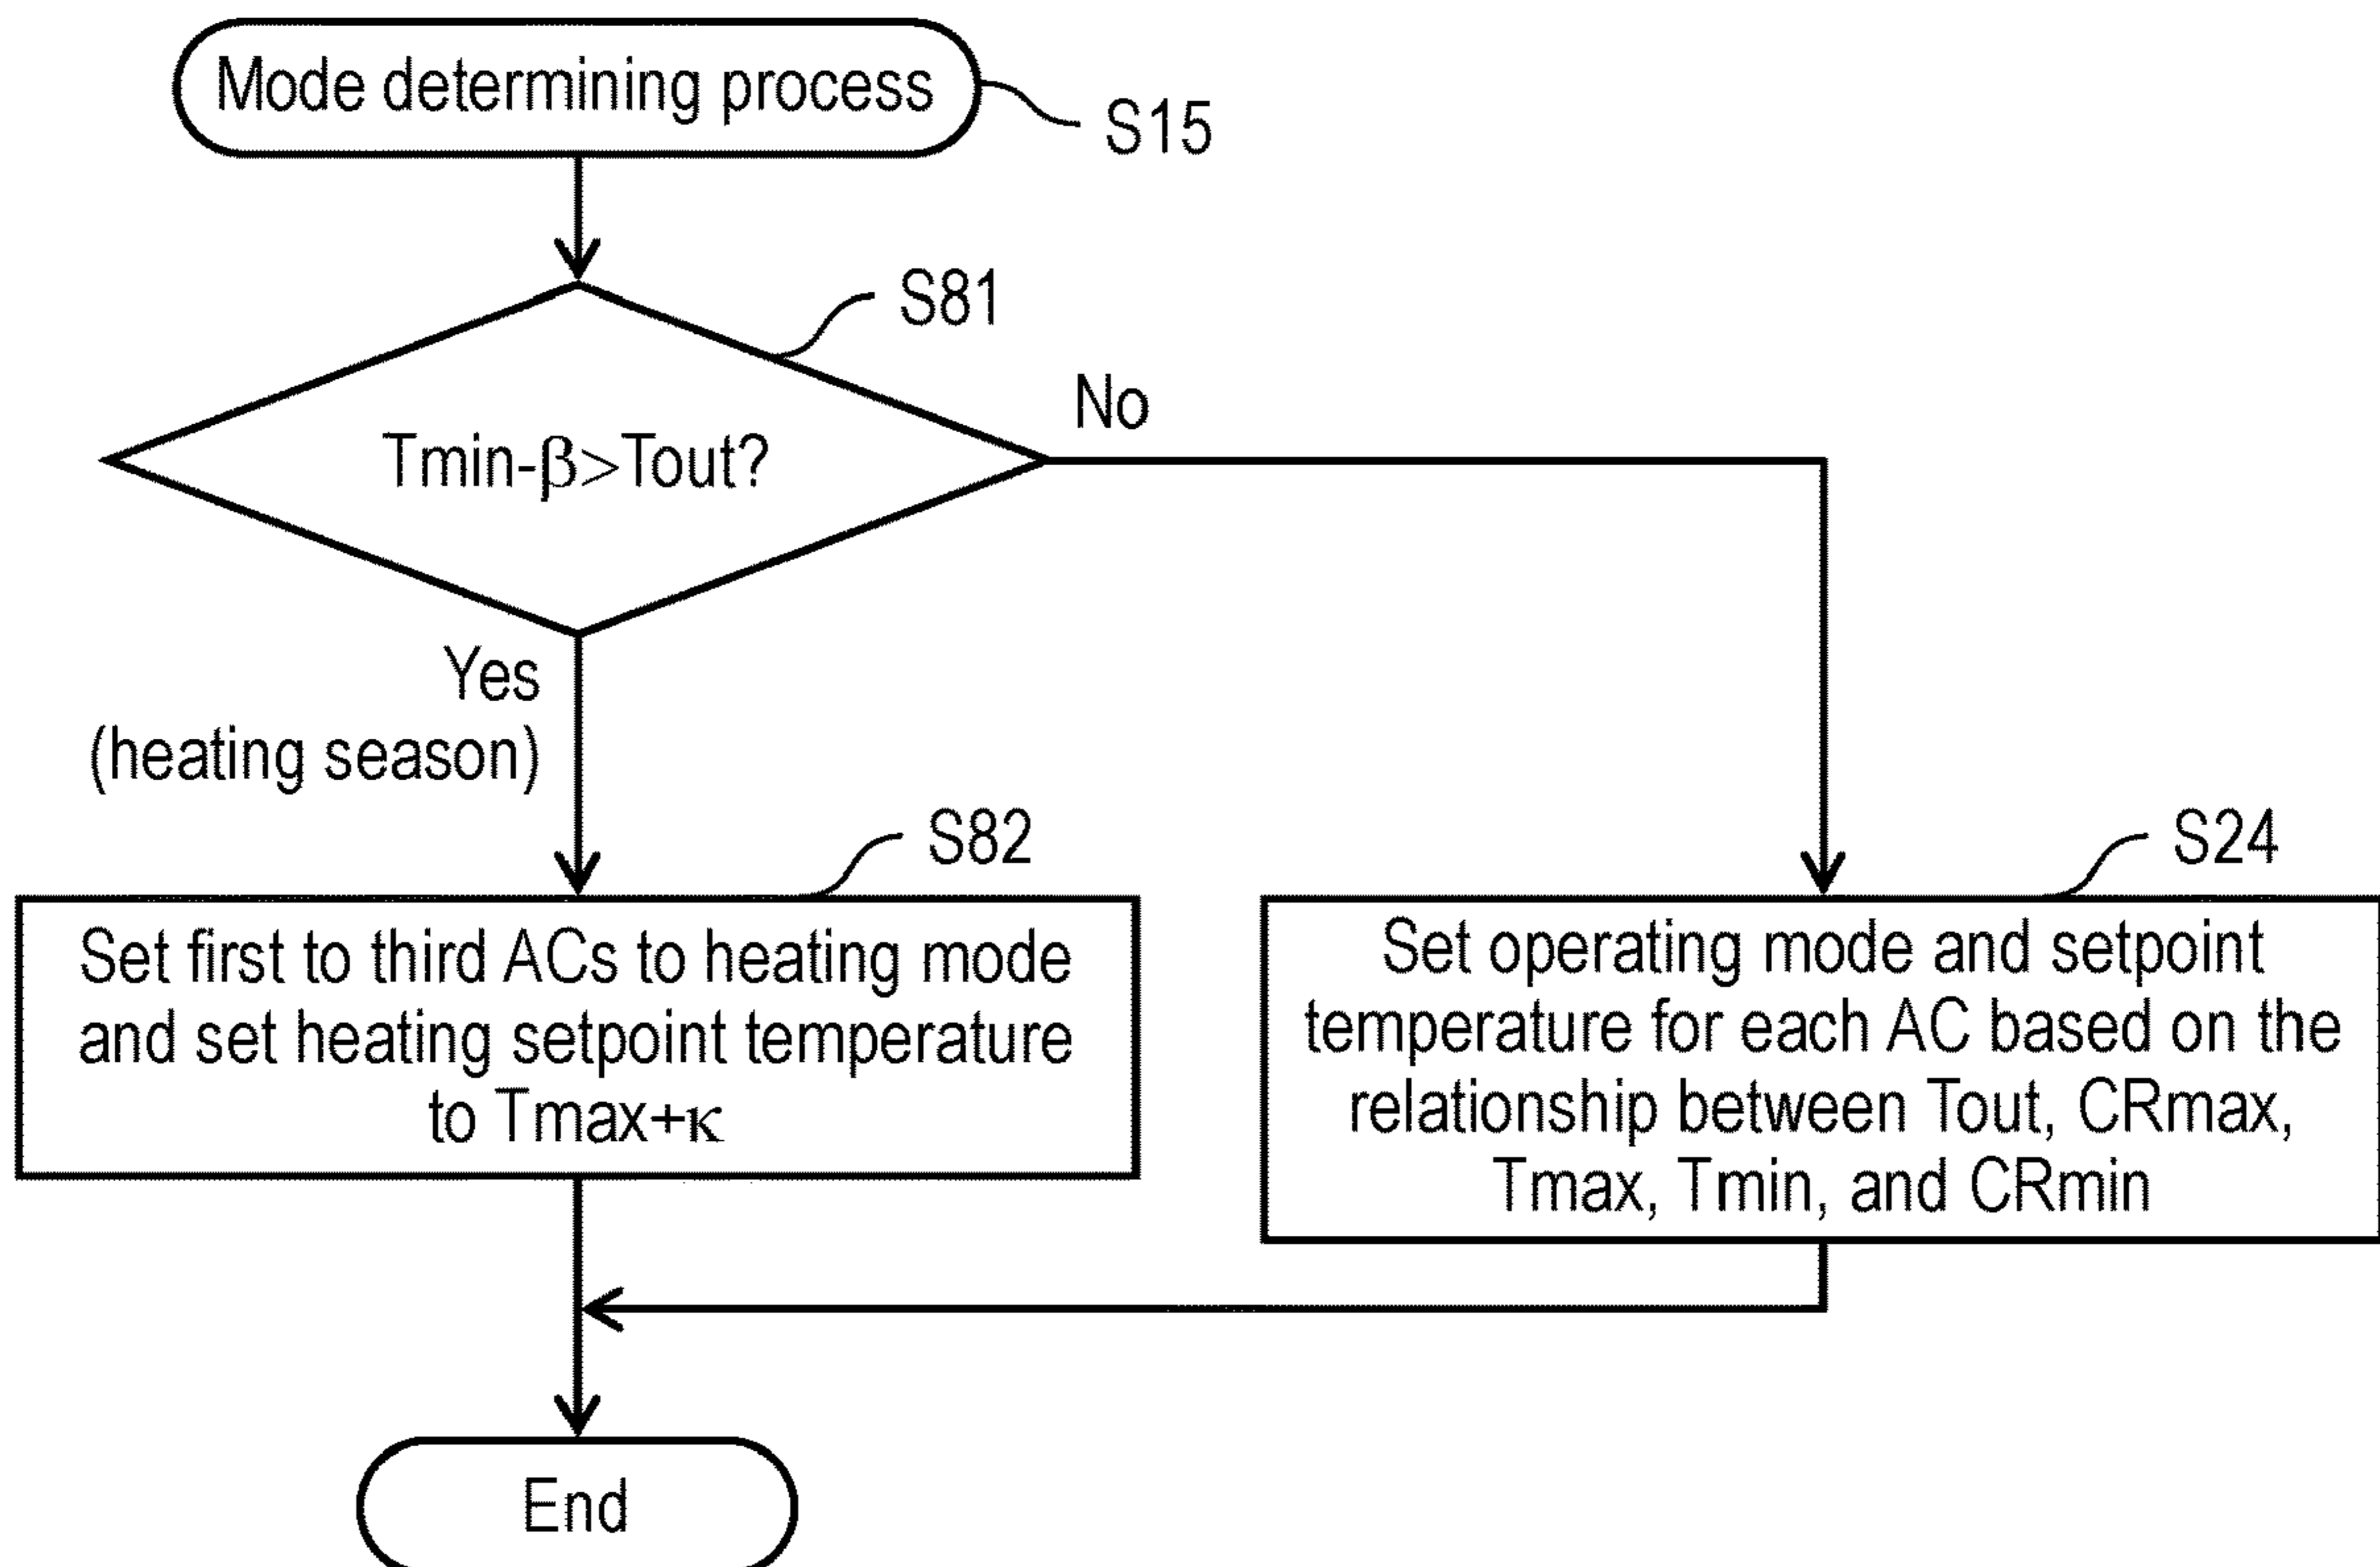 Mode determining process
S15
S81
Tmin-β>Tout?
No
Yes
(heating season)
S82
Set first to third ACs to heating mode
and set heating setpoint temperature
to Tmax+κ
S24
Set operating mode and setpoint
temperature for each AC based on the
relationship between Tout, CRmax,
Tmax, Tmin, and CRmin
End